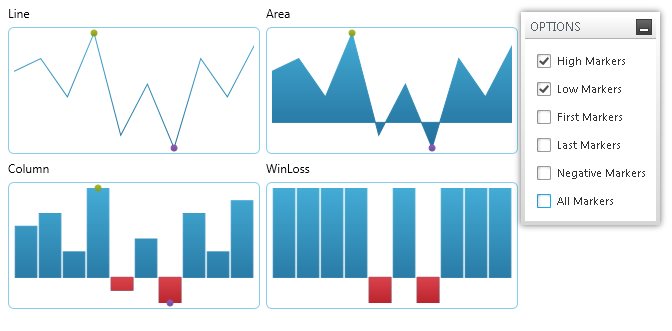 Line
Area
Column
WinLoss
OPTIONS
High Markers
Low Markers
First Markers
Last Markers
Negative Markers
All Markers